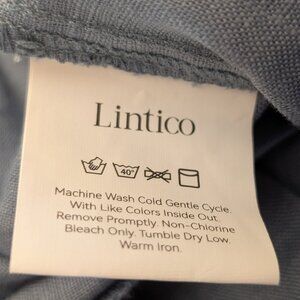 Lintico
40°
Machine Wash Cold Gentle Cycle.
With Like Colors Inside Out.
Remove Promptly. Non-Chlorine
Bleach Only. Tumble Dry Low.
Warm Iron.